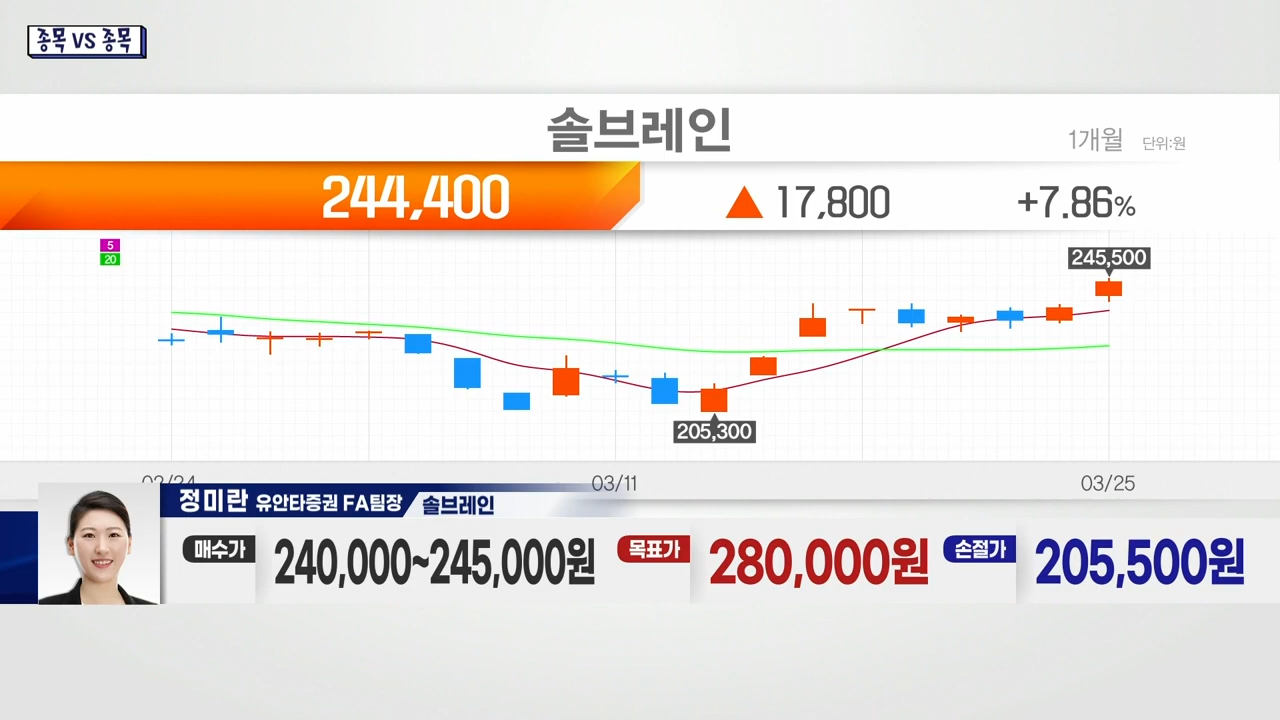 종목 VS 종목
솔브레인
1개월 단위:원
244,400 ▲ 17,800 +7.86%
5
20
245,500
205,300
03/24 03/11 03/25
정미란 유안타증권 FA팀장 솔브레인
매수가 240,000~245,000원 목표가 280,000원 손절가 205,500원